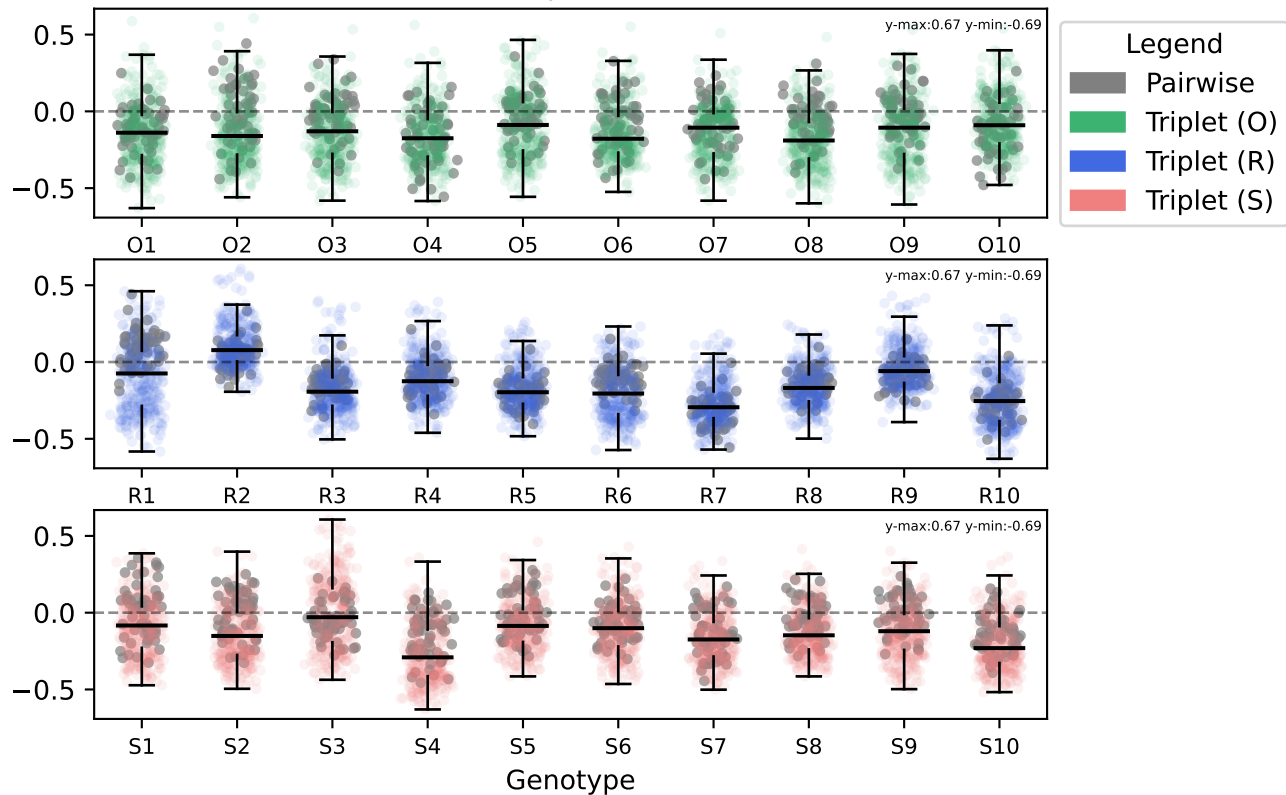 y-max:0.67 y-min:-0.69
0.5
0.0
−0.5
O1 O2 O3 O4 O5 O6 O7 O8 O9 O10
Legend
Pairwise
Triplet (O)
Triplet (R)
Triplet (S)
y-max:0.67 y-min:-0.69
0.5
0.0
−0.5
R1 R2 R3 R4 R5 R6 R7 R8 R9 R10
y-max:0.67 y-min:-0.69
0.5
0.0
−0.5
S1 S2 S3 S4 S5 S6 S7 S8 S9 S10
Genotype